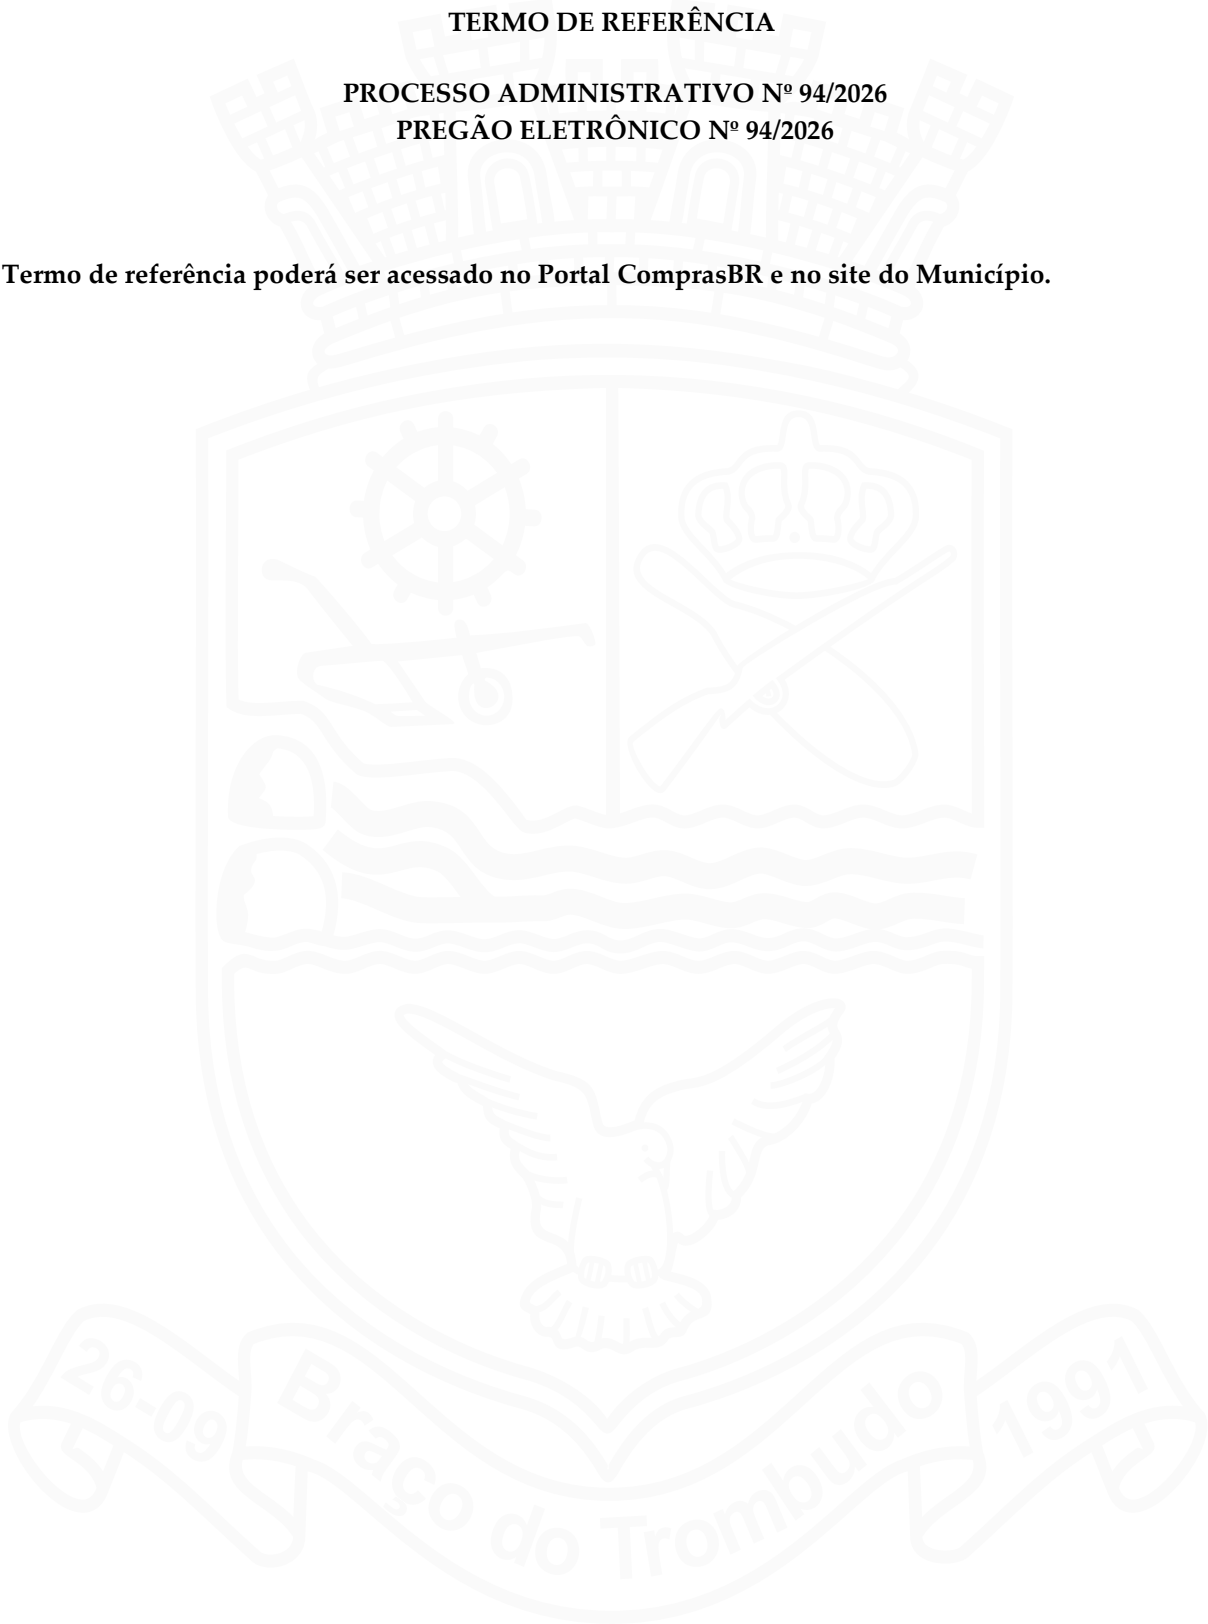 TERMO DE REFERÊNCIA
PROCESSO ADMINISTRATIVO Nº 94/2026
PREGÃO ELETRÔNICO Nº 94/2026
Termo de referência poderá ser acessado no Portal ComprasBR e no site do Município.
26-09 Braço do Trombudo 1991